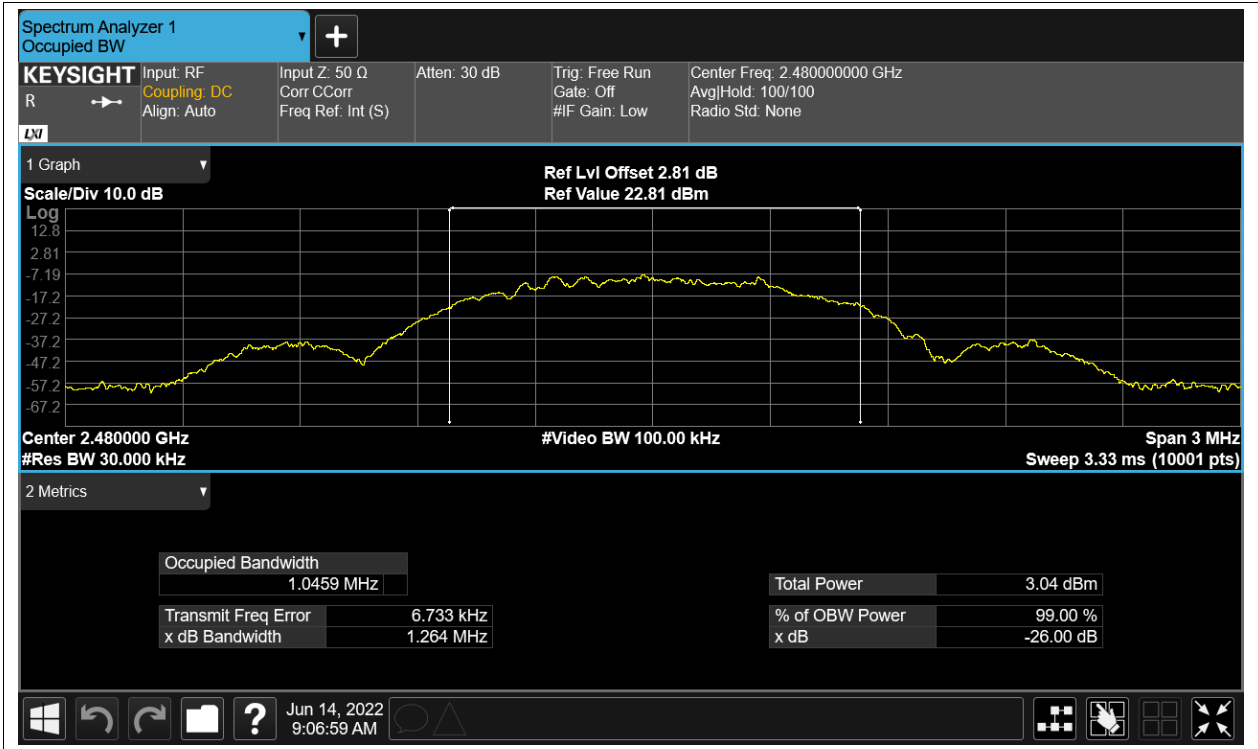 Spectrum Analyzer 1
Occupied BW
KEYSIGHT
R
LXI
Input: RF
Coupling: DC
Align: Auto
Input Z: 50 Ω
Corr CCorr
Freq Ref: Int (S)
Atten: 30 dB
Trig: Free Run
Gate: Off
#IF Gain: Low
Center Freq: 2.480000000 GHz
Avg|Hold: 100/100
Radio Std: None
1 Graph
Scale/Div 10.0 dB
Ref Lvl Offset 2.81 dB
Ref Value 22.81 dBm
Log
12.8
2.81
-7.19
-17.2
-27.2
-37.2
-47.2
-57.2
-67.2
Center 2.480000 GHz
#Video BW 100.00 kHz
Span 3 MHz
#Res BW 30.000 kHz
Sweep 3.33 ms (10001 pts)
2 Metrics
Occupied Bandwidth
1.0459 MHz
Transmit Freq Error 6.733 kHz
x dB Bandwidth 1.264 MHz
Total Power 3.04 dBm
% of OBW Power 99.00 %
x dB -26.00 dB
?
Jun 14, 2022
9:06:59 AM